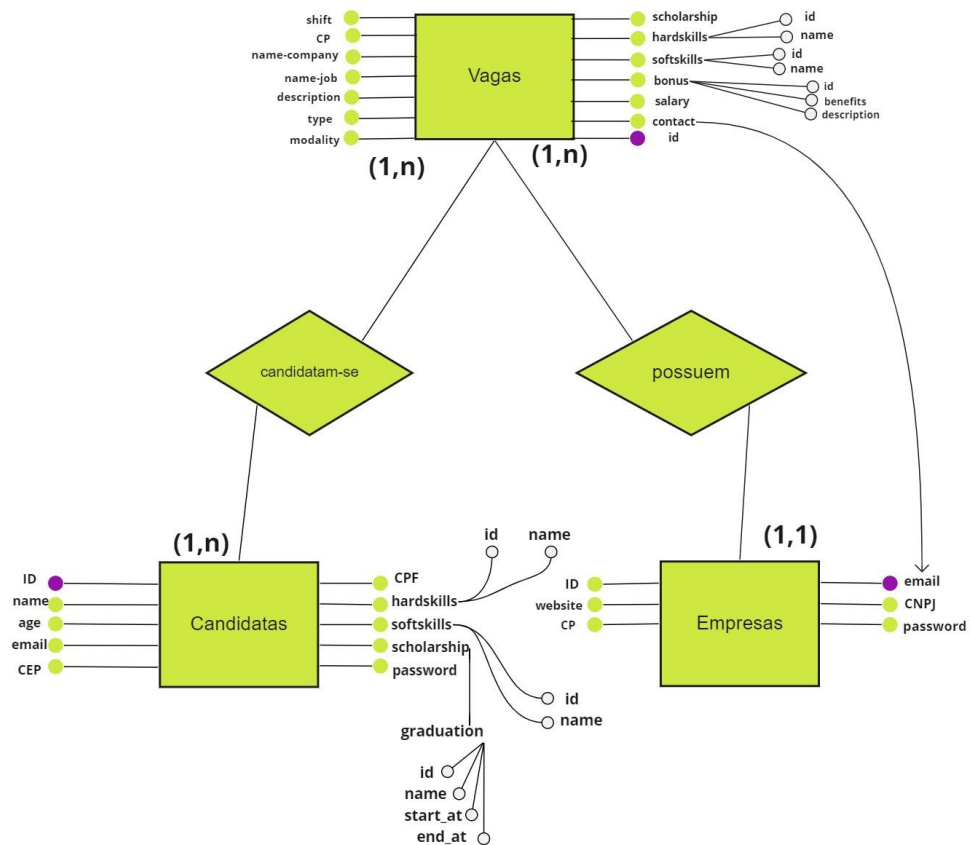 shift
CP
name-company
name-job
description
type
modality
Vagas
scholarship
hardskills
id
name
softskills
id
name
bonus
id
benefits
description
salary
contact
id
(1,n)
(1,n)
candidatam-se
possuem
(1,n)
(1,1)
ID
name
age
email
CEP
Candidatas
CPF
hardskills
id
name
softskills
id
name
scholarship
password
graduation
id
name
start_at
end_at
ID
website
CP
Empresas
email
CNPJ
password